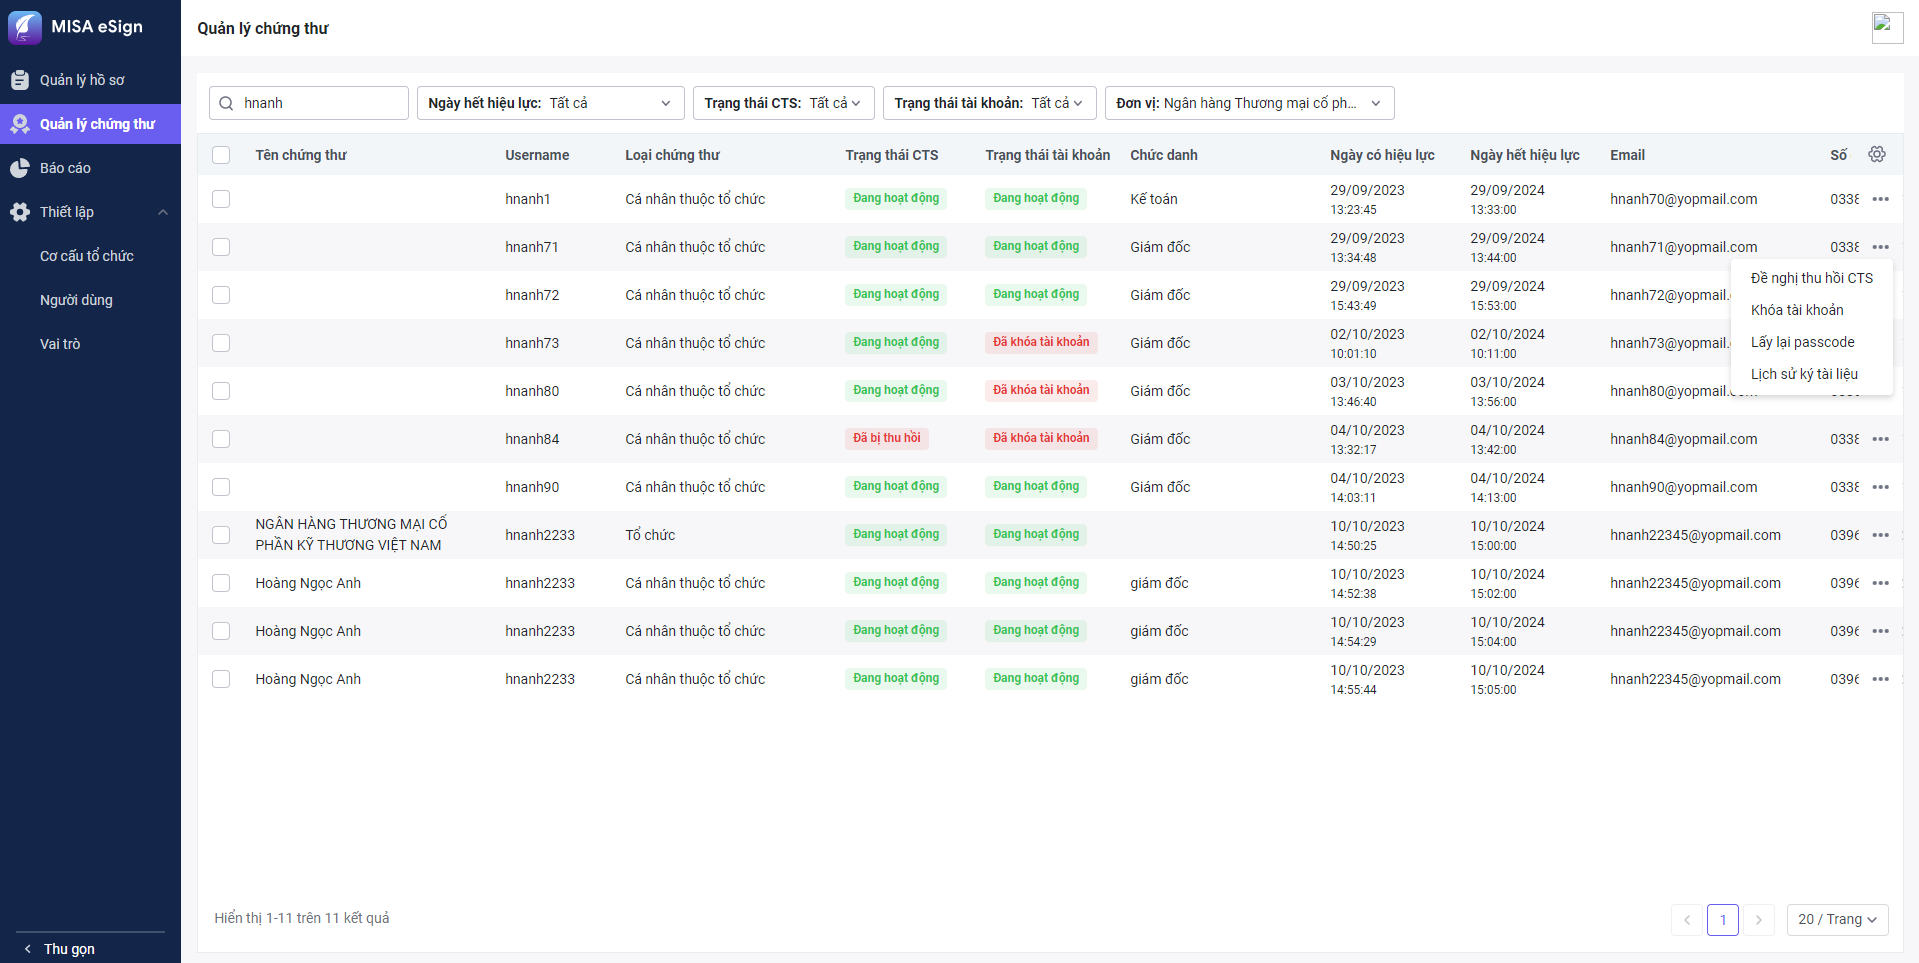 MISA eSign
Quản lý chứng thư
Quản lý hồ sơ
Quản lý chứng thư
Báo cáo
Thiết lập
Cơ cấu tổ chức
Người dùng
Vai trò
Thu gọn
hnanh Ngày hết hiệu lực: Tất cả Trạng thái CTS: Tất cả Trạng thái tài khoản: Tất cả Đơn vị: Ngân hàng Thương mại cổ ph...
Tên chứng thư Username Loại chứng thư Trạng thái CTS Trạng thái tài khoản Chức danh Ngày có hiệu lực Ngày hết hiệu lực Email Số
hnanh1 Cá nhân thuộc tổ chức Đang hoạt động Đang hoạt động Kế toán 29/09/2023 29/09/2024 hnanh70@yopmail.com 0338
13:23:45 13:33:00
hnanh71 Cá nhân thuộc tổ chức Đang hoạt động Đang hoạt động Giám đốc 29/09/2023 29/09/2024 hnanh71@yopmail.com 0338
13:34:48 13:44:00
hnanh72 Cá nhân thuộc tổ chức Đang hoạt động Đang hoạt động Giám đốc 29/09/2023 29/09/2024 hnanh72@yopmail.
15:43:49 15:53:00
hnanh73 Cá nhân thuộc tổ chức Đang hoạt động Đã khóa tài khoản Giám đốc 02/10/2023 02/10/2024 hnanh73@yopmail.
10:01:10 10:11:00
hnanh80 Cá nhân thuộc tổ chức Đang hoạt động Đã khóa tài khoản Giám đốc 03/10/2023 03/10/2024 hnanh80@yopmail.
13:46:40 13:56:00
hnanh84 Cá nhân thuộc tổ chức Đã bị thu hồi Đã khóa tài khoản Giám đốc 04/10/2023 04/10/2024 hnanh84@yopmail.com 0338
13:32:17 13:42:00
hnanh90 Cá nhân thuộc tổ chức Đang hoạt động Đang hoạt động Giám đốc 04/10/2023 04/10/2024 hnanh90@yopmail.com 0338
14:03:11 14:13:00
NGÂN HÀNG THƯƠNG MẠI CỔ
PHẦN KỸ THƯƠNG VIỆT NAM hnanh2233 Tổ chức Đang hoạt động Đang hoạt động 10/10/2023 10/10/2024 hnanh22345@yopmail.com 0396
14:50:25 15:00:00
Hoàng Ngọc Anh hnanh2233 Cá nhân thuộc tổ chức Đang hoạt động Đang hoạt động giám đốc 10/10/2023 10/10/2024 hnanh22345@yopmail.com 0396
14:52:38 15:02:00
Hoàng Ngọc Anh hnanh2233 Cá nhân thuộc tổ chức Đang hoạt động Đang hoạt động giám đốc 10/10/2023 10/10/2024 hnanh22345@yopmail.com 0396
14:54:29 15:04:00
Hoàng Ngọc Anh hnanh2233 Cá nhân thuộc tổ chức Đang hoạt động Đang hoạt động giám đốc 10/10/2023 10/10/2024 hnanh22345@yopmail.com 0396
14:55:44 15:05:00
Đề nghị thu hồi CTS
Khóa tài khoản
Lấy lại passcode
Lịch sử ký tài liệu
Hiển thị 1-11 trên 11 kết quả
1 20 / Trang